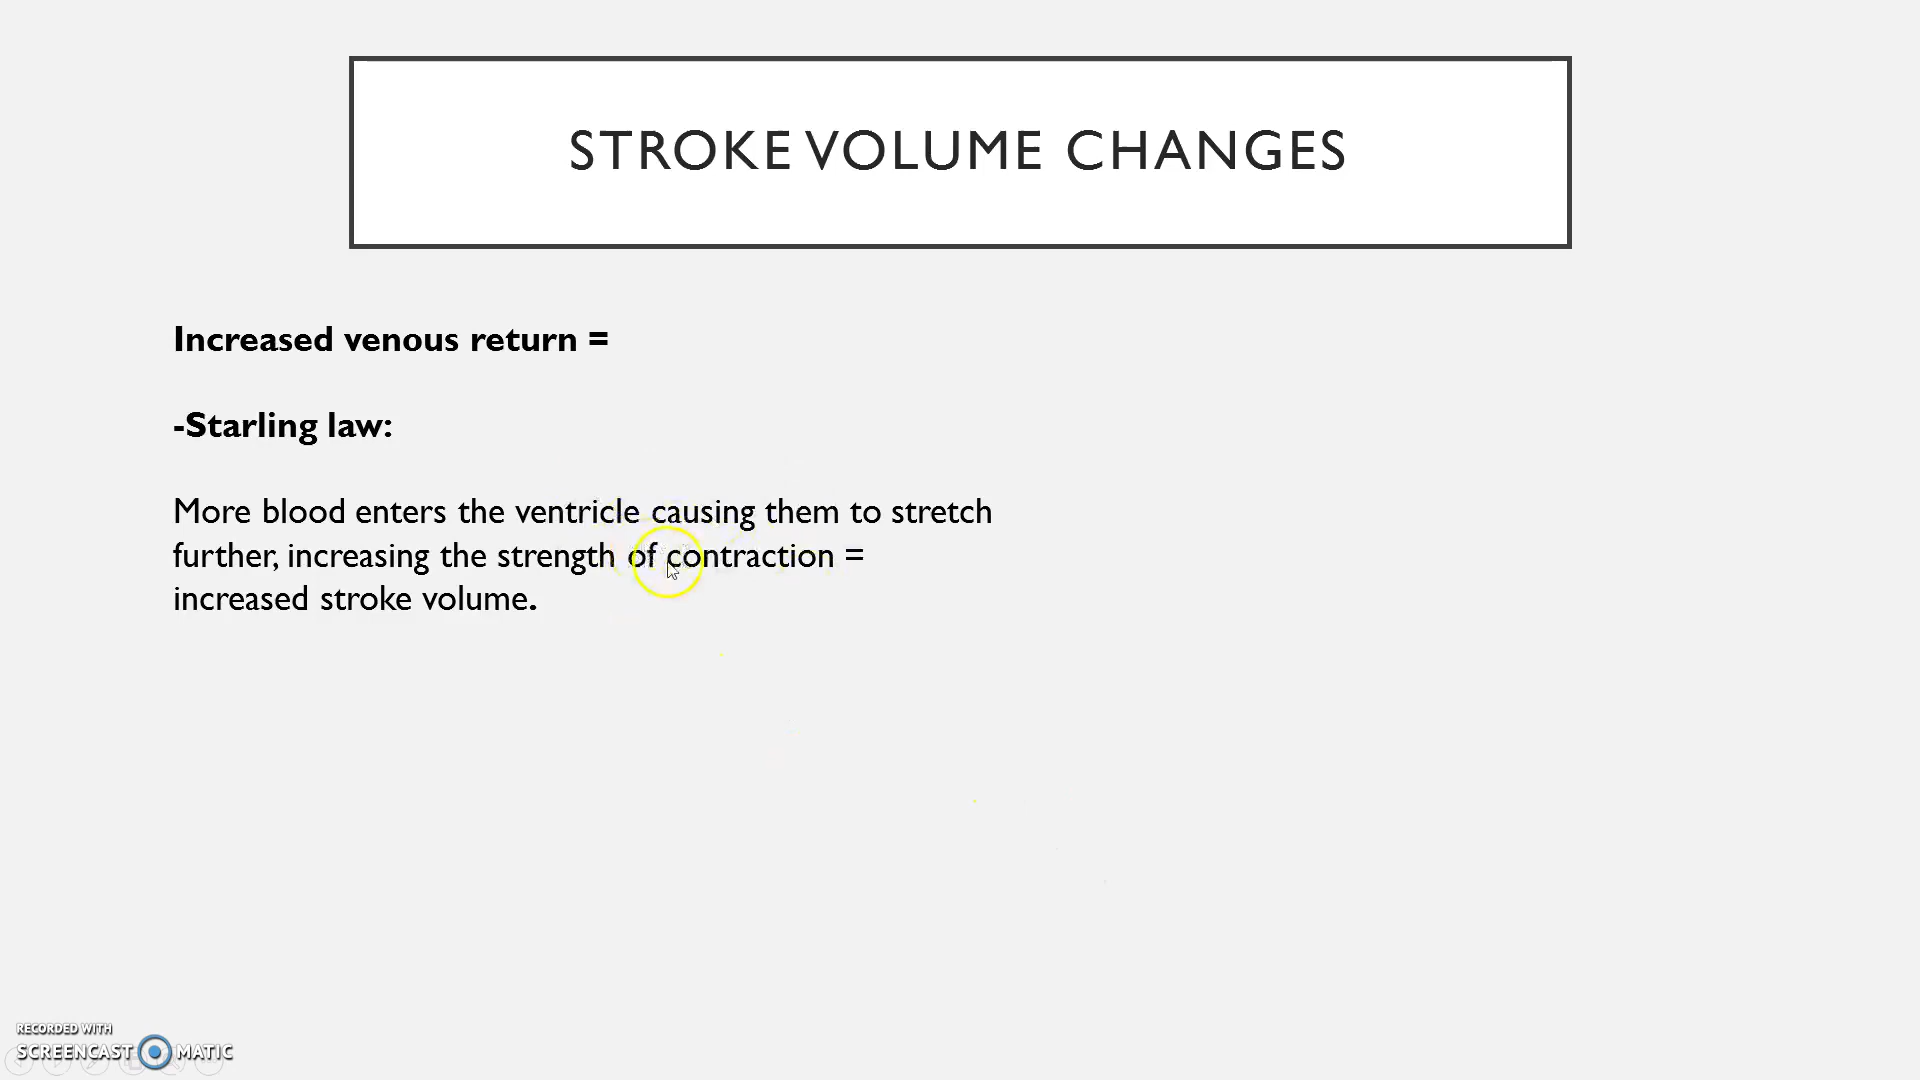 STROKE VOLUME CHANGES
Increased venous return =
-Starling law:
More blood enters the ventricle causing them to stretch
further, increasing the strength of contraction =
increased stroke volume.
RECORDED WITH
SCREENCAST MATIC